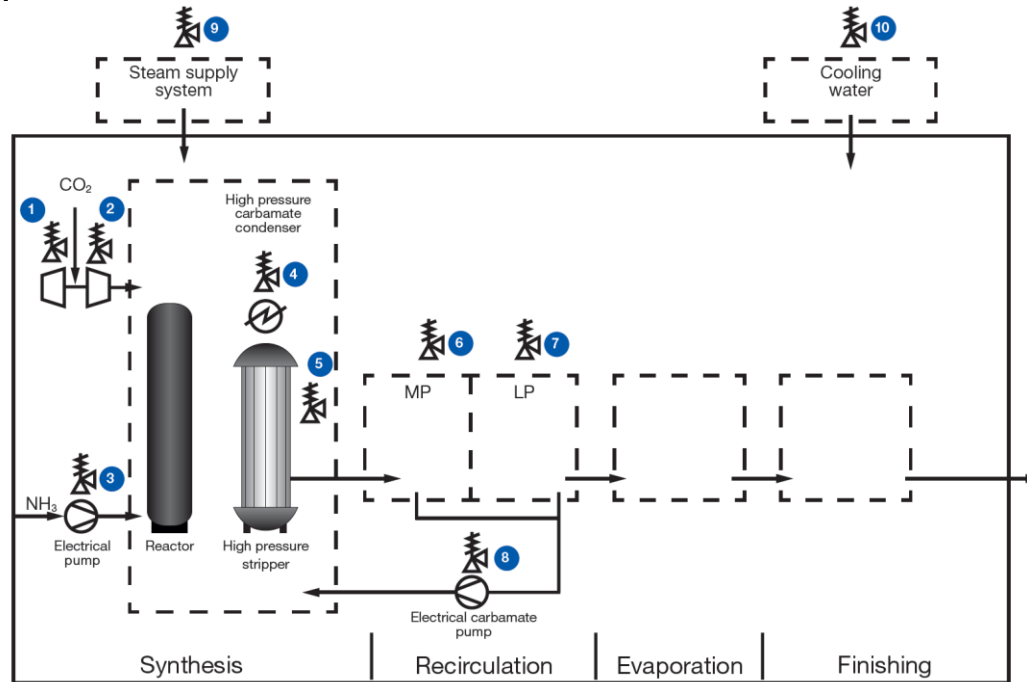 9
10
Steam supply
system
Cooling
water
CO₂
1
2
High pressure
carbamate
condenser
4
5
6
7
MP
LP
3
NH₃
Electrical
pump
Reactor
High pressure
stripper
8
Electrical carbamate
pump
Synthesis
Recirculation
Evaporation
Finishing